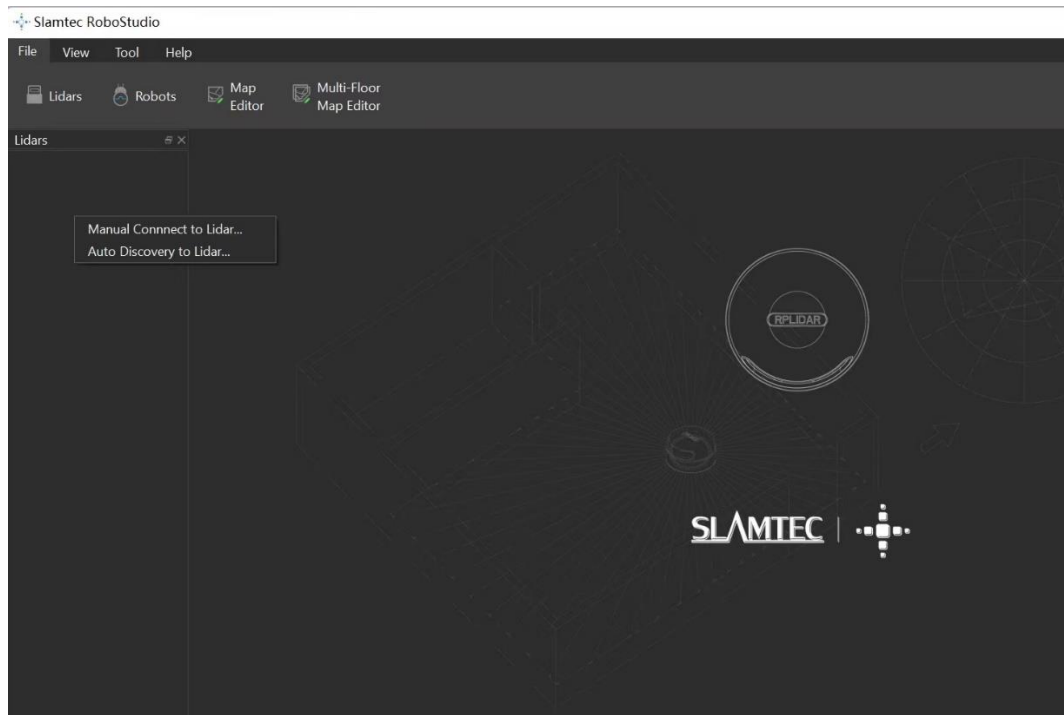 Slamtec RoboStudio
File View Tool Help
Lidars Robots Map Editor Multi-Floor Map Editor
Lidars
Manual Connnect to Lidar...
Auto Discovery to Lidar...
RPLIDAR
SLAMTEC